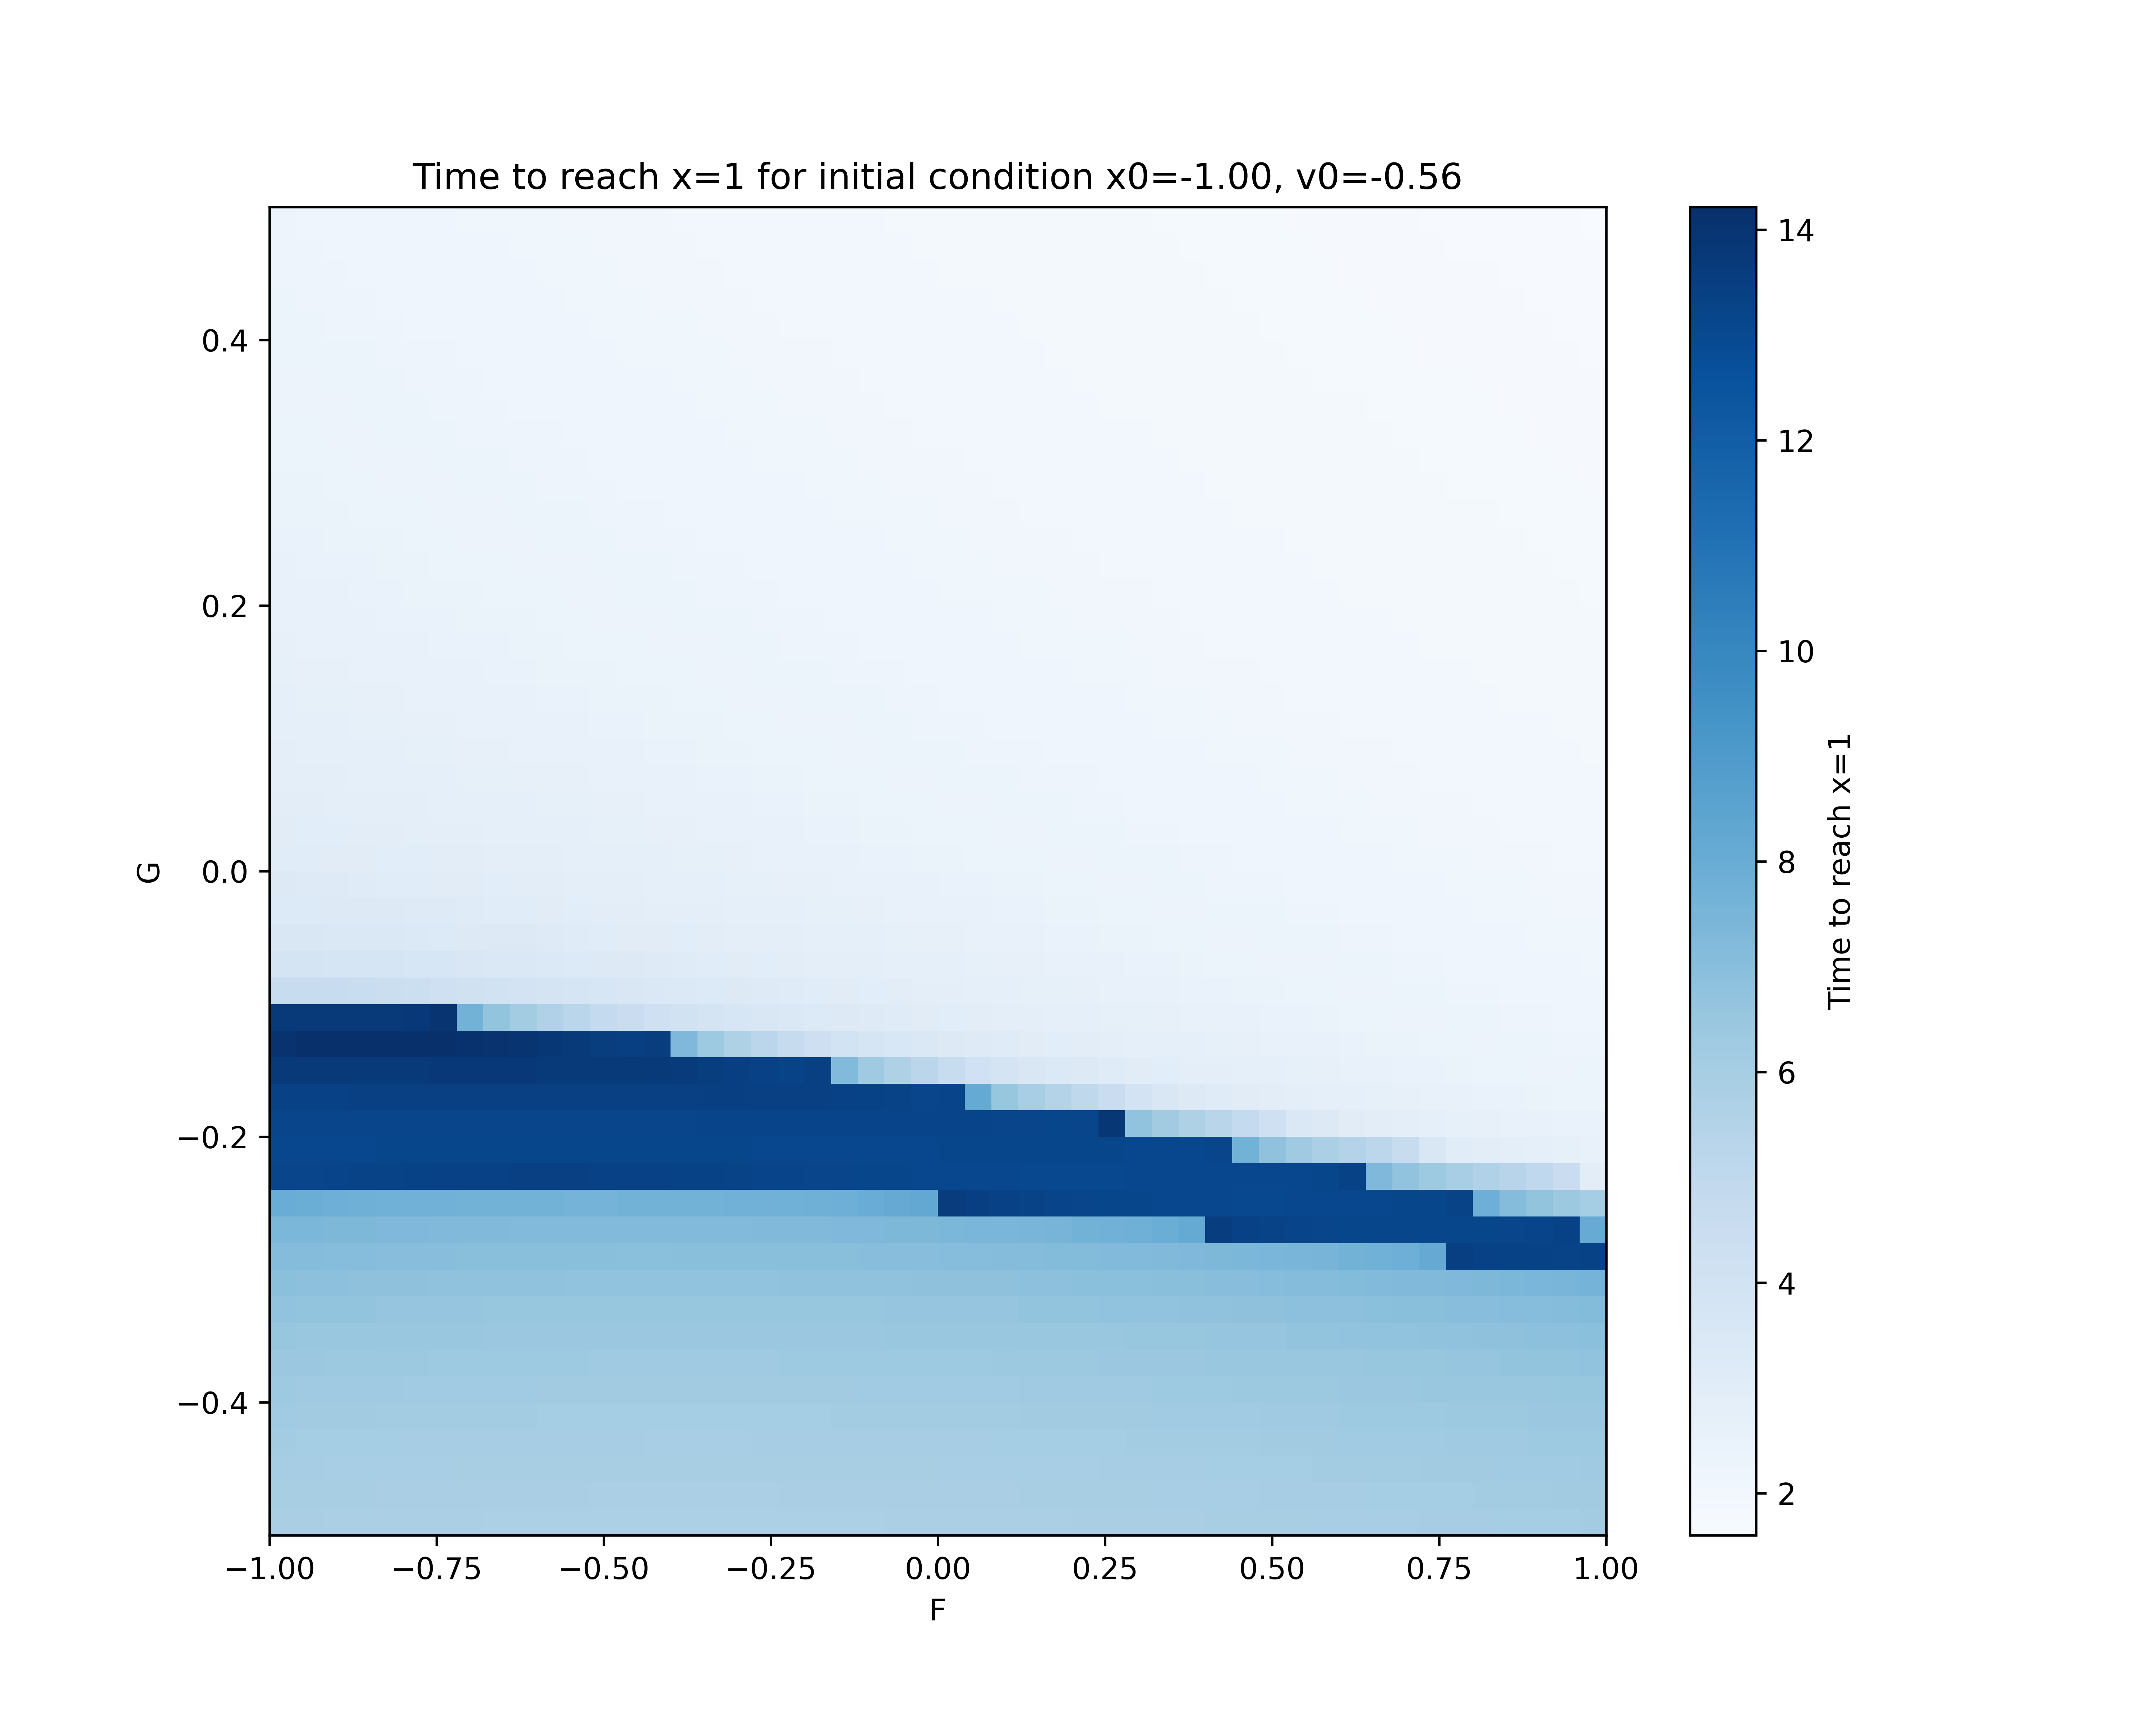 Time to reach x=1 for initial condition x0=-1.00, v0=-0.56
G
0.4
0.2
0.0
−0.2
−0.4
−1.00 −0.75 −0.50 −0.25 0.00 0.25 0.50 0.75 1.00
F
14
12
10
8
6
4
2
Time to reach x=1